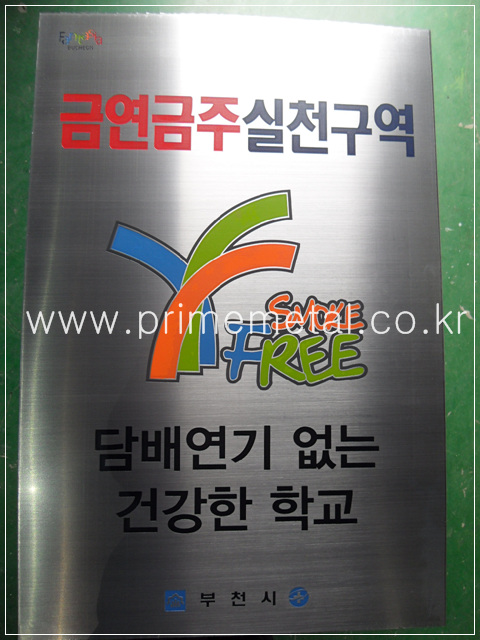 금연금주실천구역
SMOKE
FREE
www.primemetal.co.kr
담배연기 없는
건강한 학교
부천시